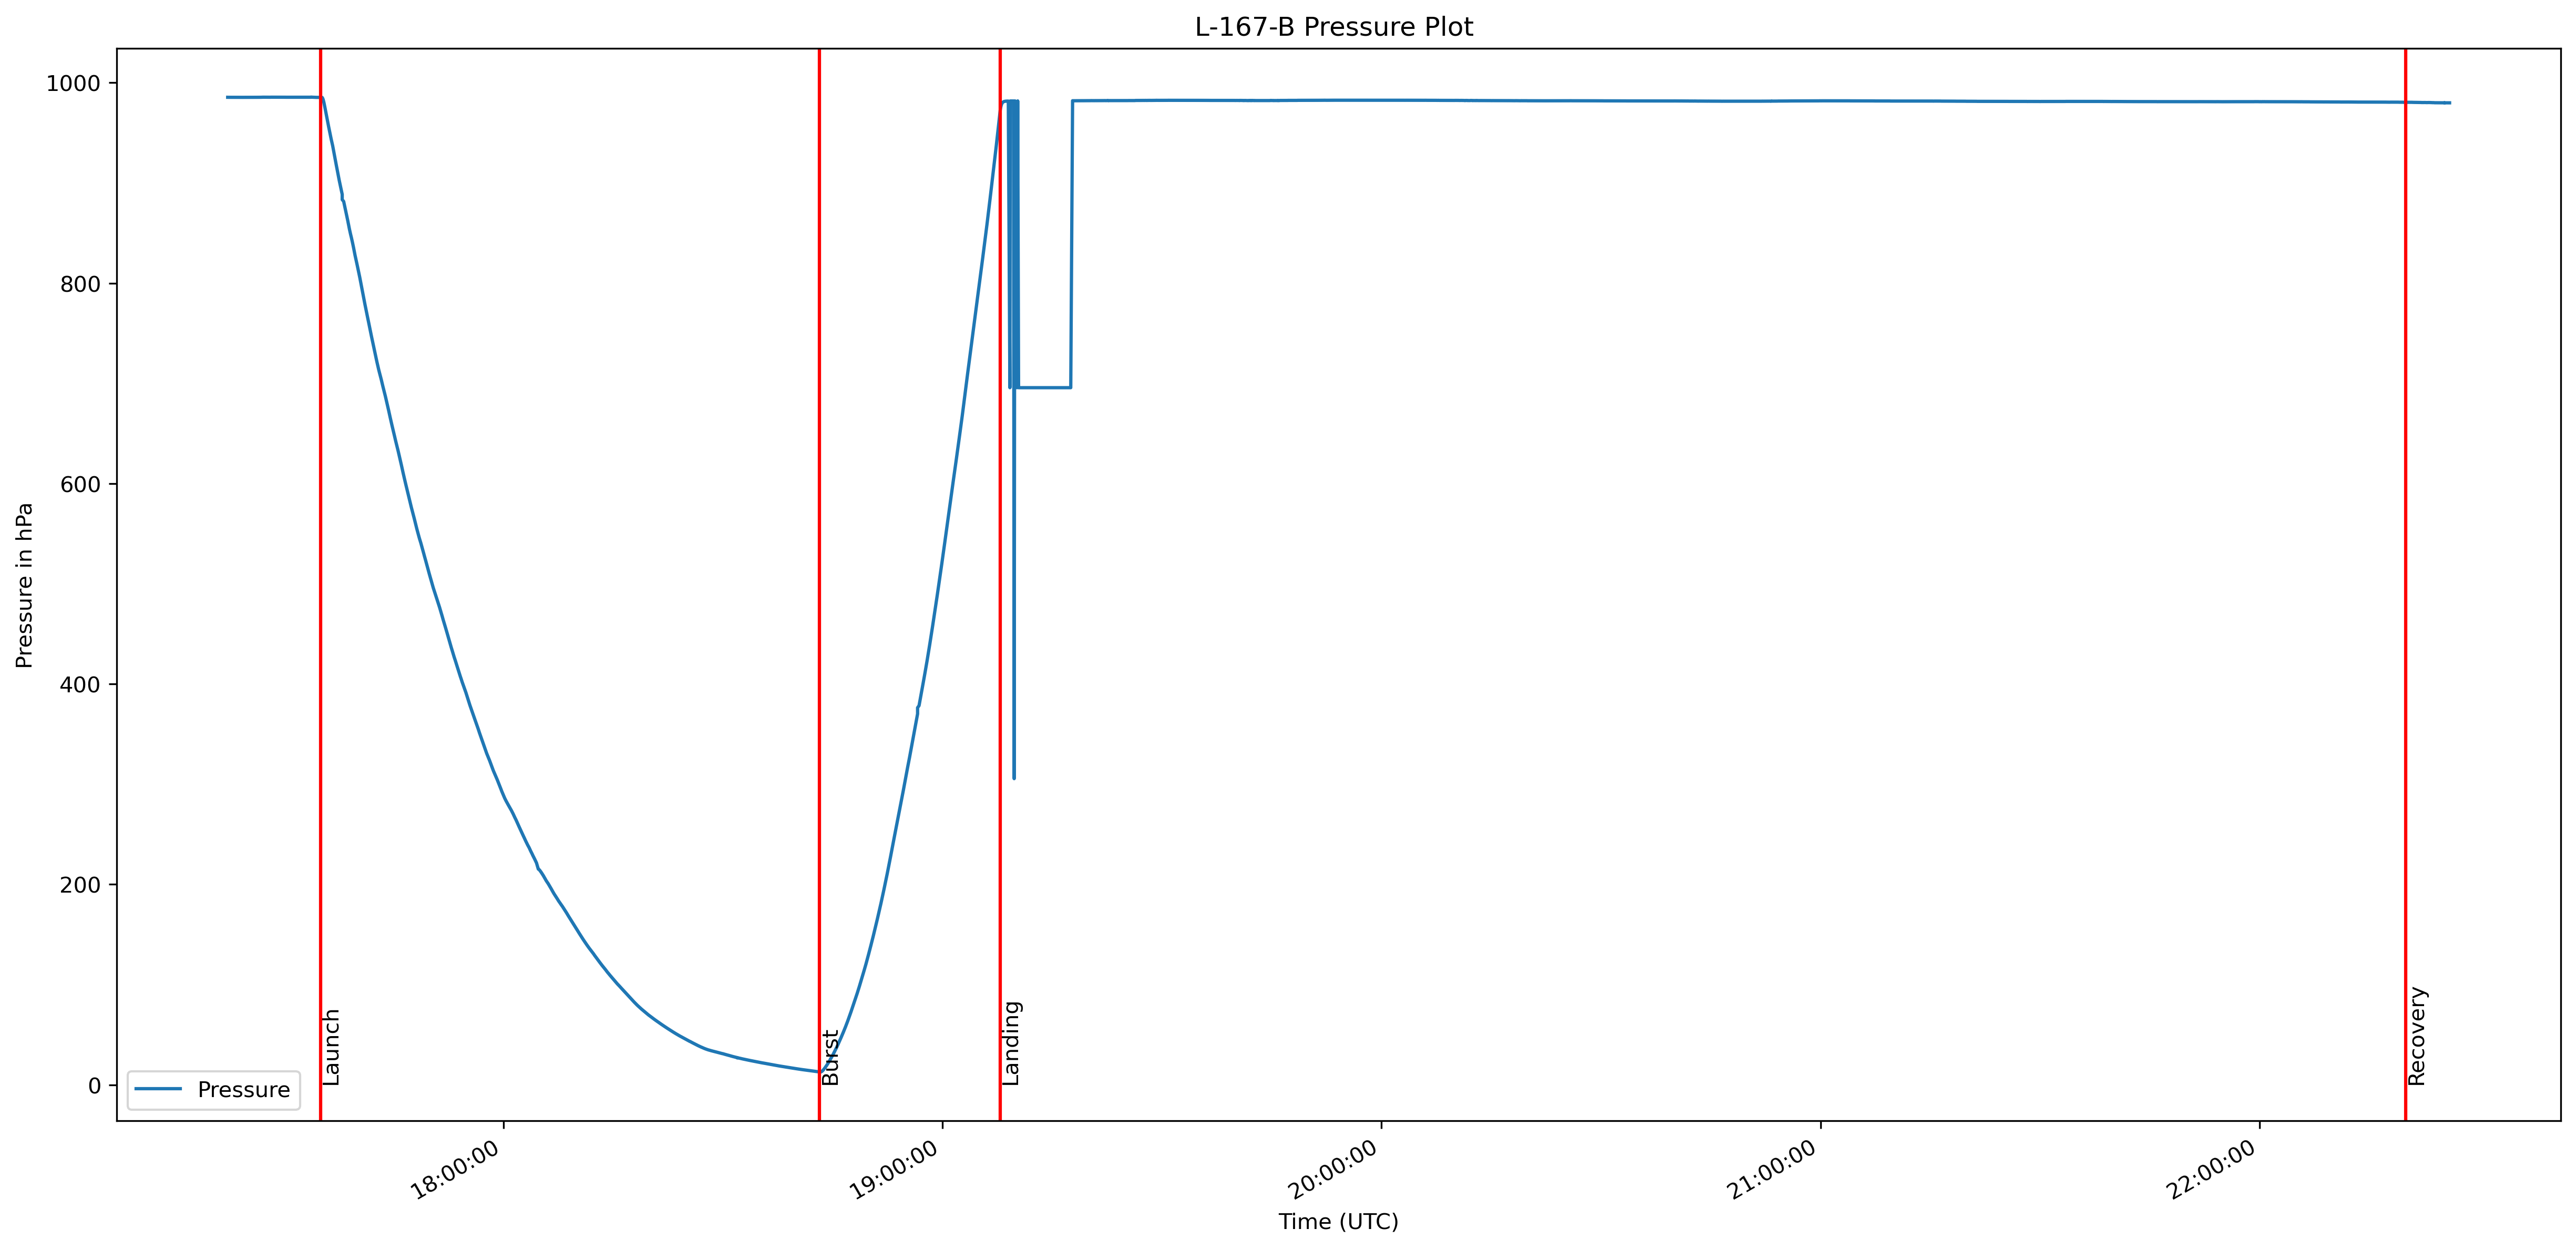 L-167-B Pressure Plot
1000
800
600
400
200
0
Pressure in hPa
Launch
Burst
Landing
Recovery
Pressure
18:00:00
19:00:00
20:00:00
21:00:00
22:00:00
Time (UTC)